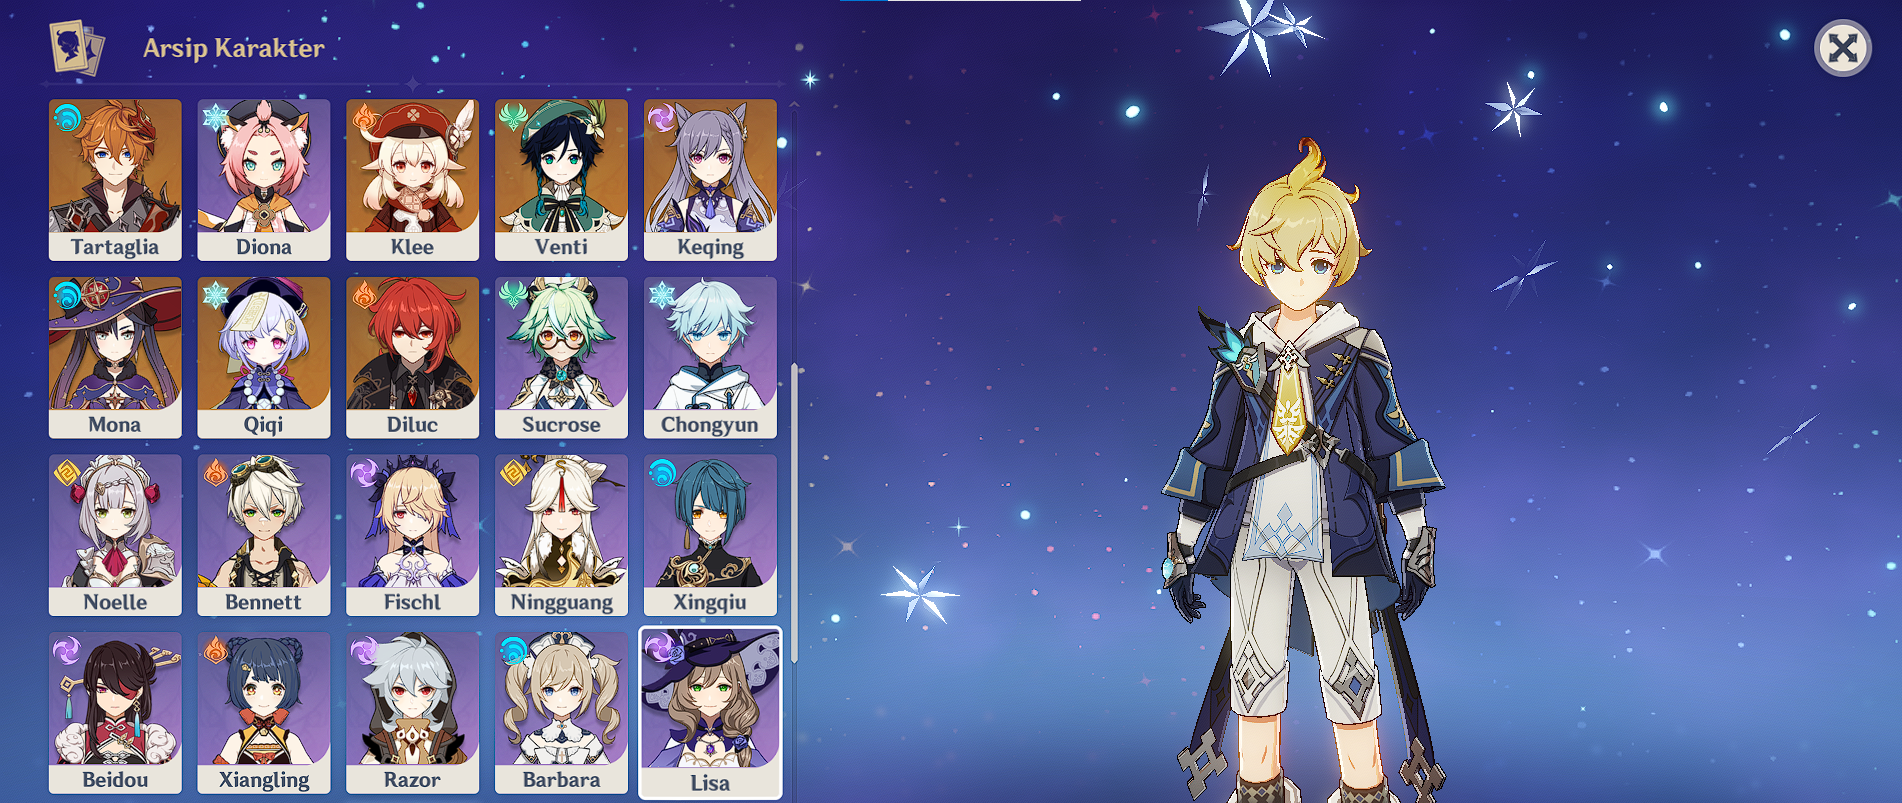 Arsip Karakter
Tartaglia
Diona
Klee
Venti
Keqing
Mona
Qiqi
Diluc
Sucrose
Chongyun
Noelle
Bennett
Fischl
Ningguang
Xingqiu
Beidou
Xiangling
Razor
Barbara
Lisa